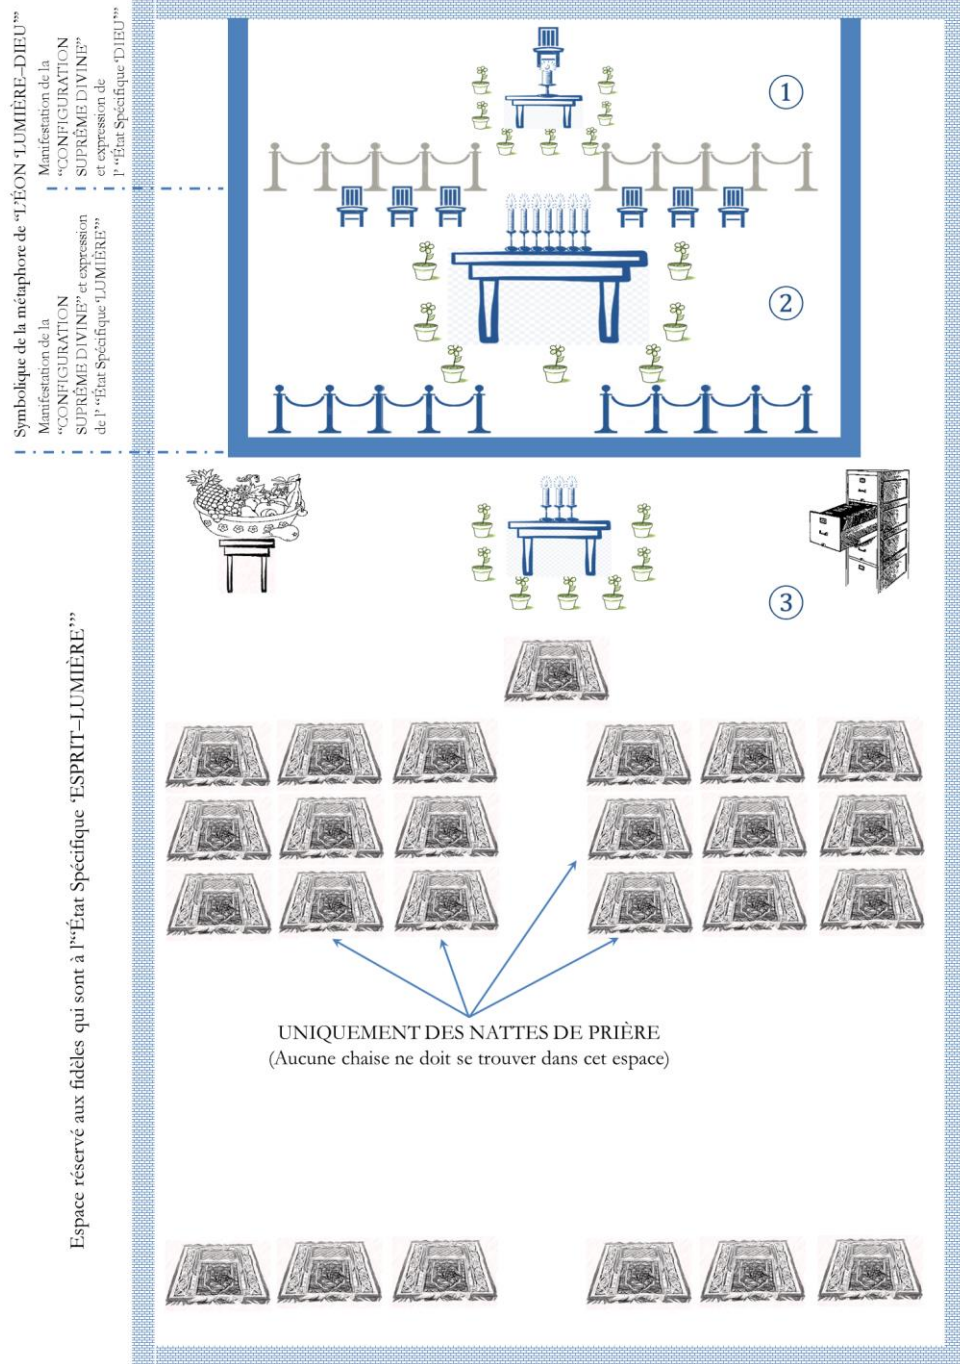 Symbolique de la métaphore de “L’ÉON ‘LUMIÈRE–DIEU’”
Manifestation de la
“CONFIGURATION
SUPRÊME DIVINE”
et expression de
l’ “État Spécifique ‘DIEU’”
Manifestation de la
“CONFIGURATION
SUPRÊME DIVINE” et expression
de l’ “État Spécifique ‘LUMIÈRE’”
①
②
③
Espace réservé aux fidèles qui sont à l’“État Spécifique ‘ESPRIT–LUMIÈRE’”
UNIQUEMENT DES NATTES DE PRIÈRE
(Aucune chaise ne doit se trouver dans cet espace)